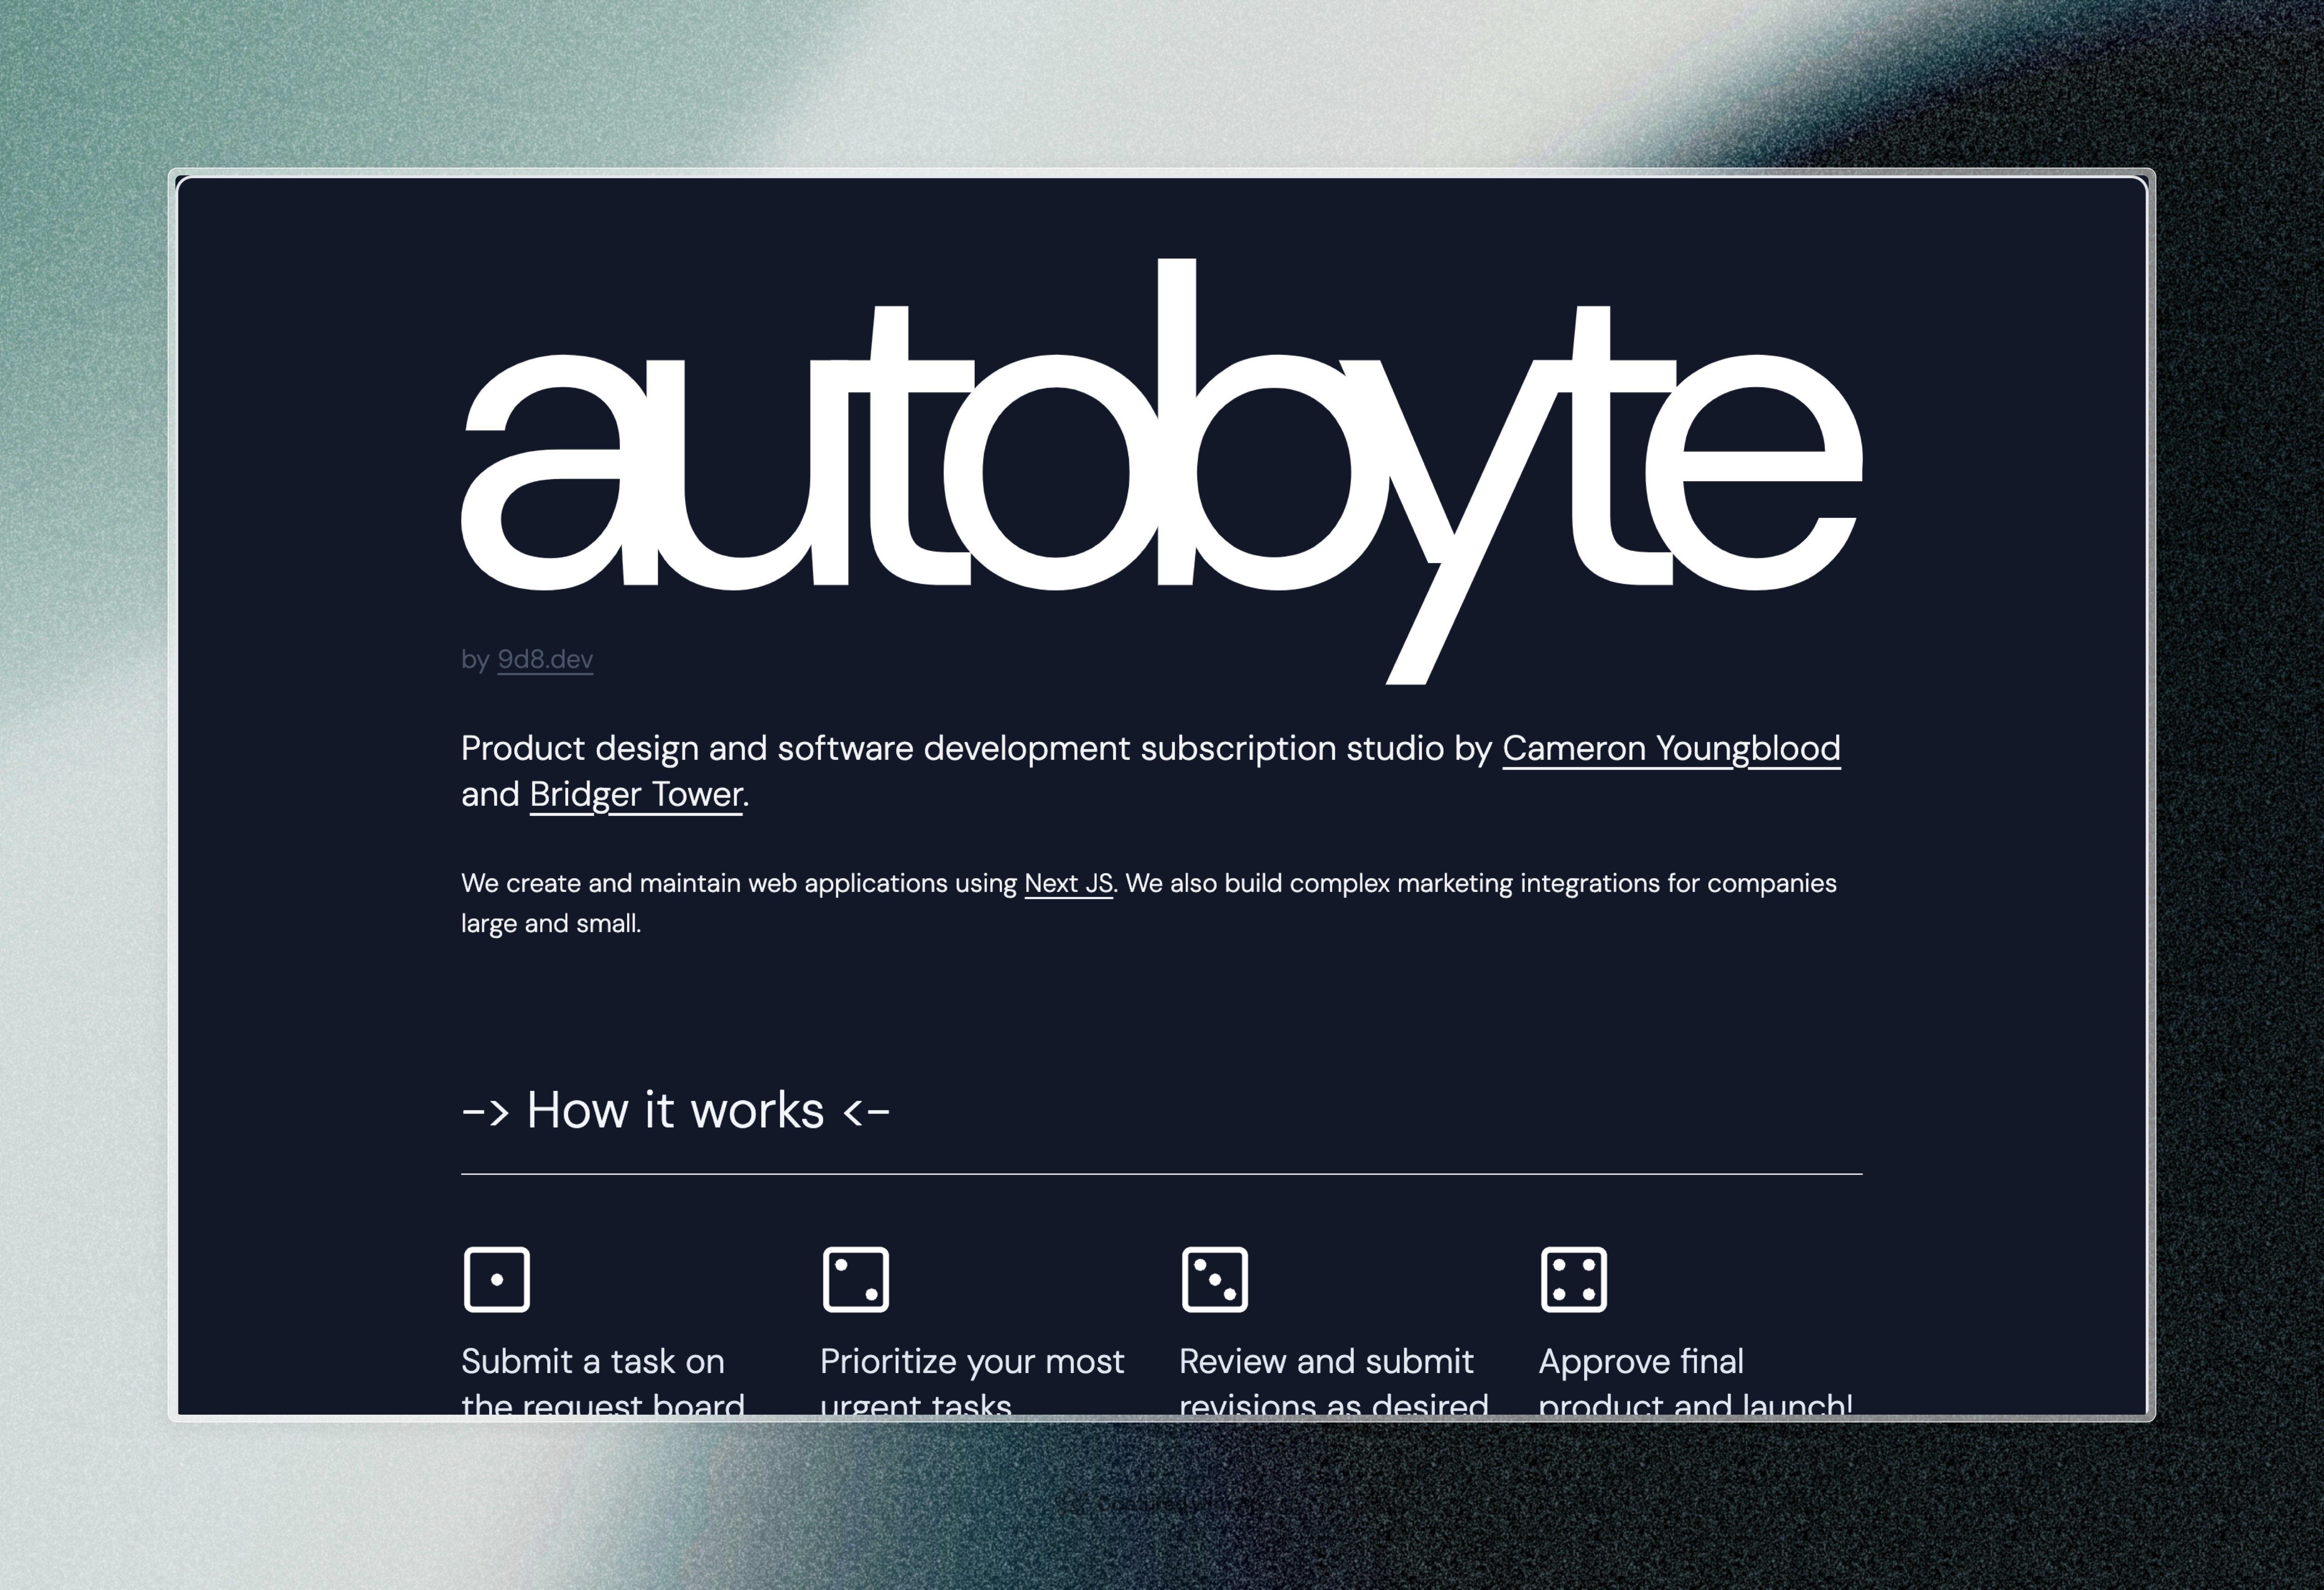 autobyte
by 9d8.dev
Product design and software development subscription studio by Cameron Youngblood
and Bridger Tower.
We create and maintain web applications using Next JS. We also build complex marketing integrations for companies
large and small.
-> How it works <-
Submit a task on
the request board
Prioritize your most
urgent tasks
Review and submit
revisions as desired
Approve final
product and launch!